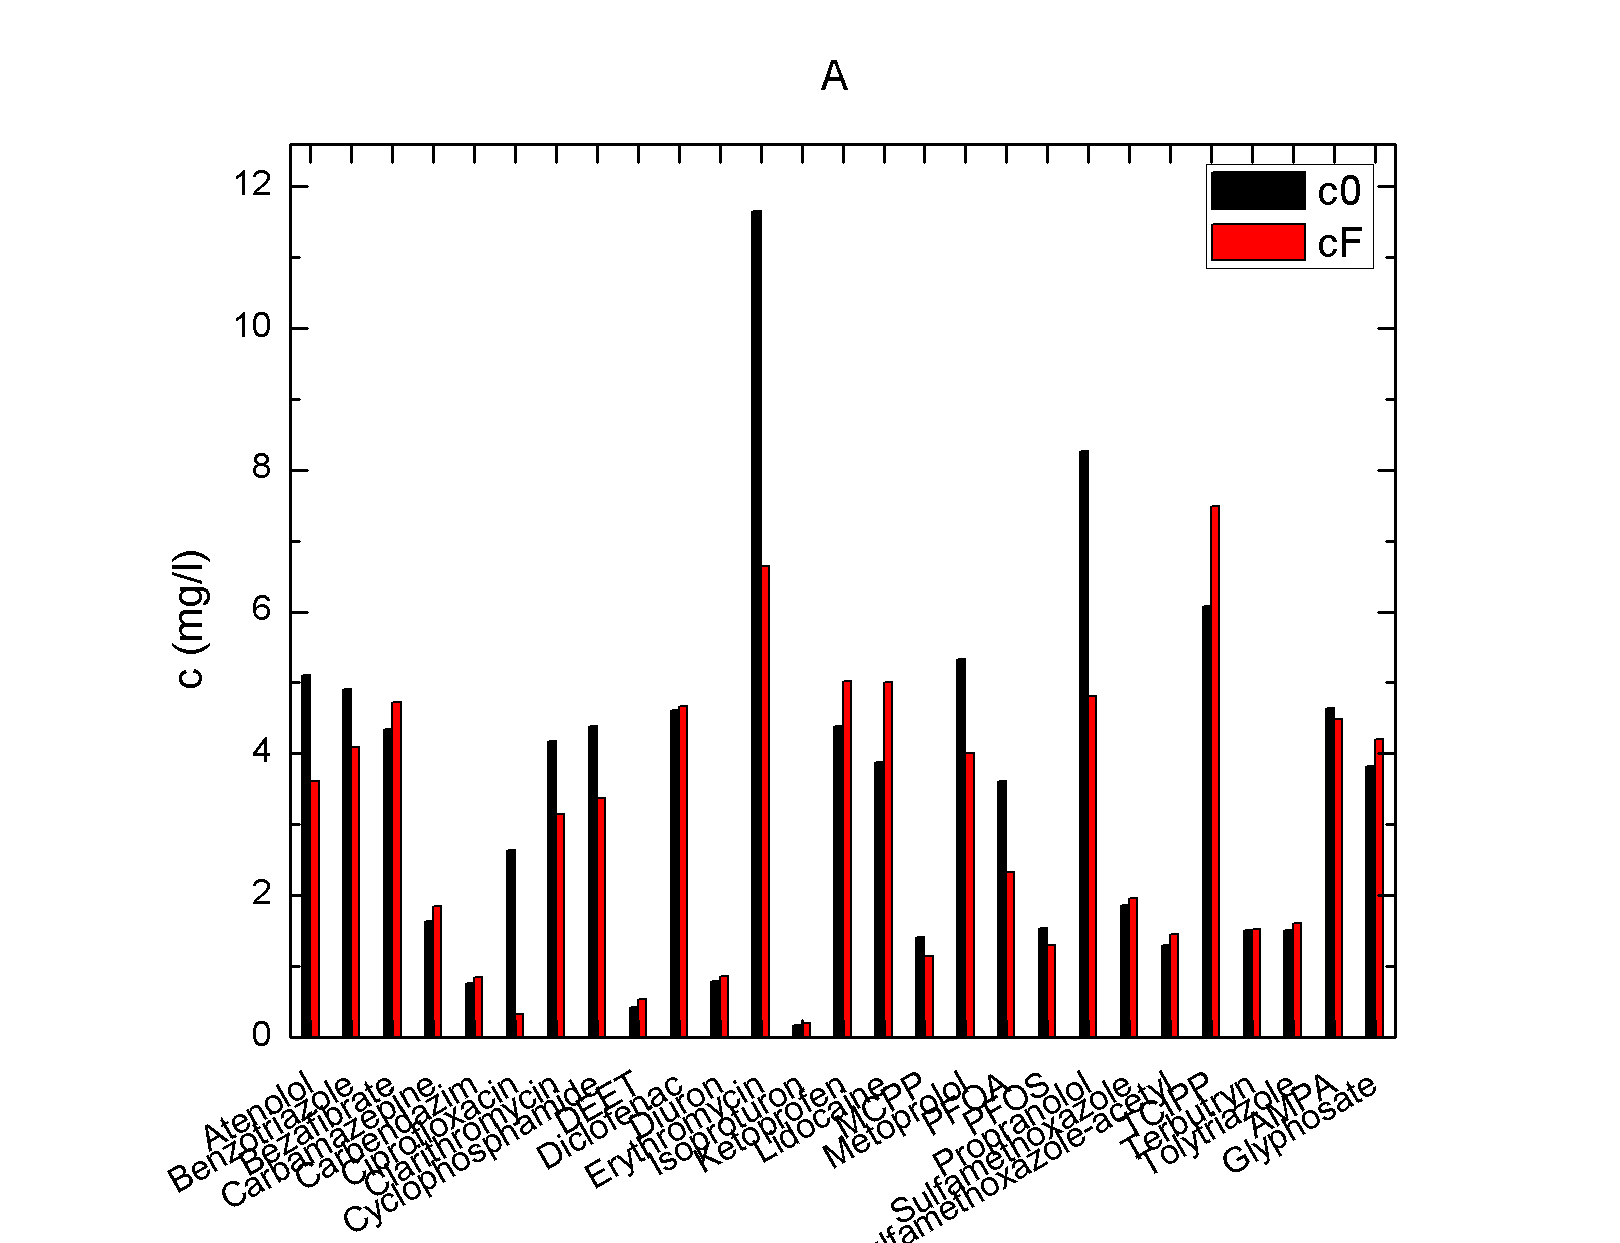 A
c0
cF
c (mg/l)
12
10
8
6
4
2
0
Atenolol
Benzotriazole
Bezafibrate
Carbamazepine
Carbendazim
Ciprofloxacin
Clarithromycin
Cyclophosphamide
DEET
Diclofenac
Diuron
Erythromycin
Isoproturon
Ketoprofen
Lidocaine
MCPP
Metoprolol
PFOA
PFOS
Propranolol
Sulfamethoxazole
lfamethoxazole-acetyl
TCIPP
Terbutryn
Tolytriazole
AMPA
Glyphosate